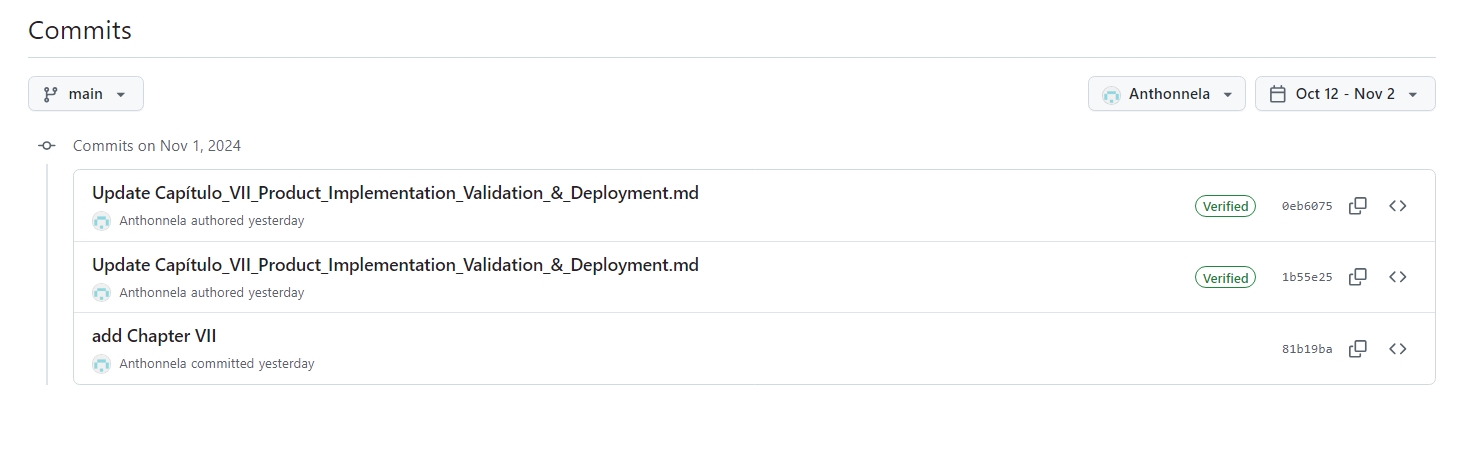 Commits
main
Anthonnela
Oct 12 - Nov 2
Commits on Nov 1, 2024
Update Capítulo_VII_Product_Implementation_Validation_&_Deployment.md
Anthonnela authored yesterday
Verified
0eb6075
Update Capítulo_VII_Product_Implementation_Validation_&_Deployment.md
Anthonnela authored yesterday
Verified
1b55e25
add Chapter VII
Anthonnela committed yesterday
81b19ba